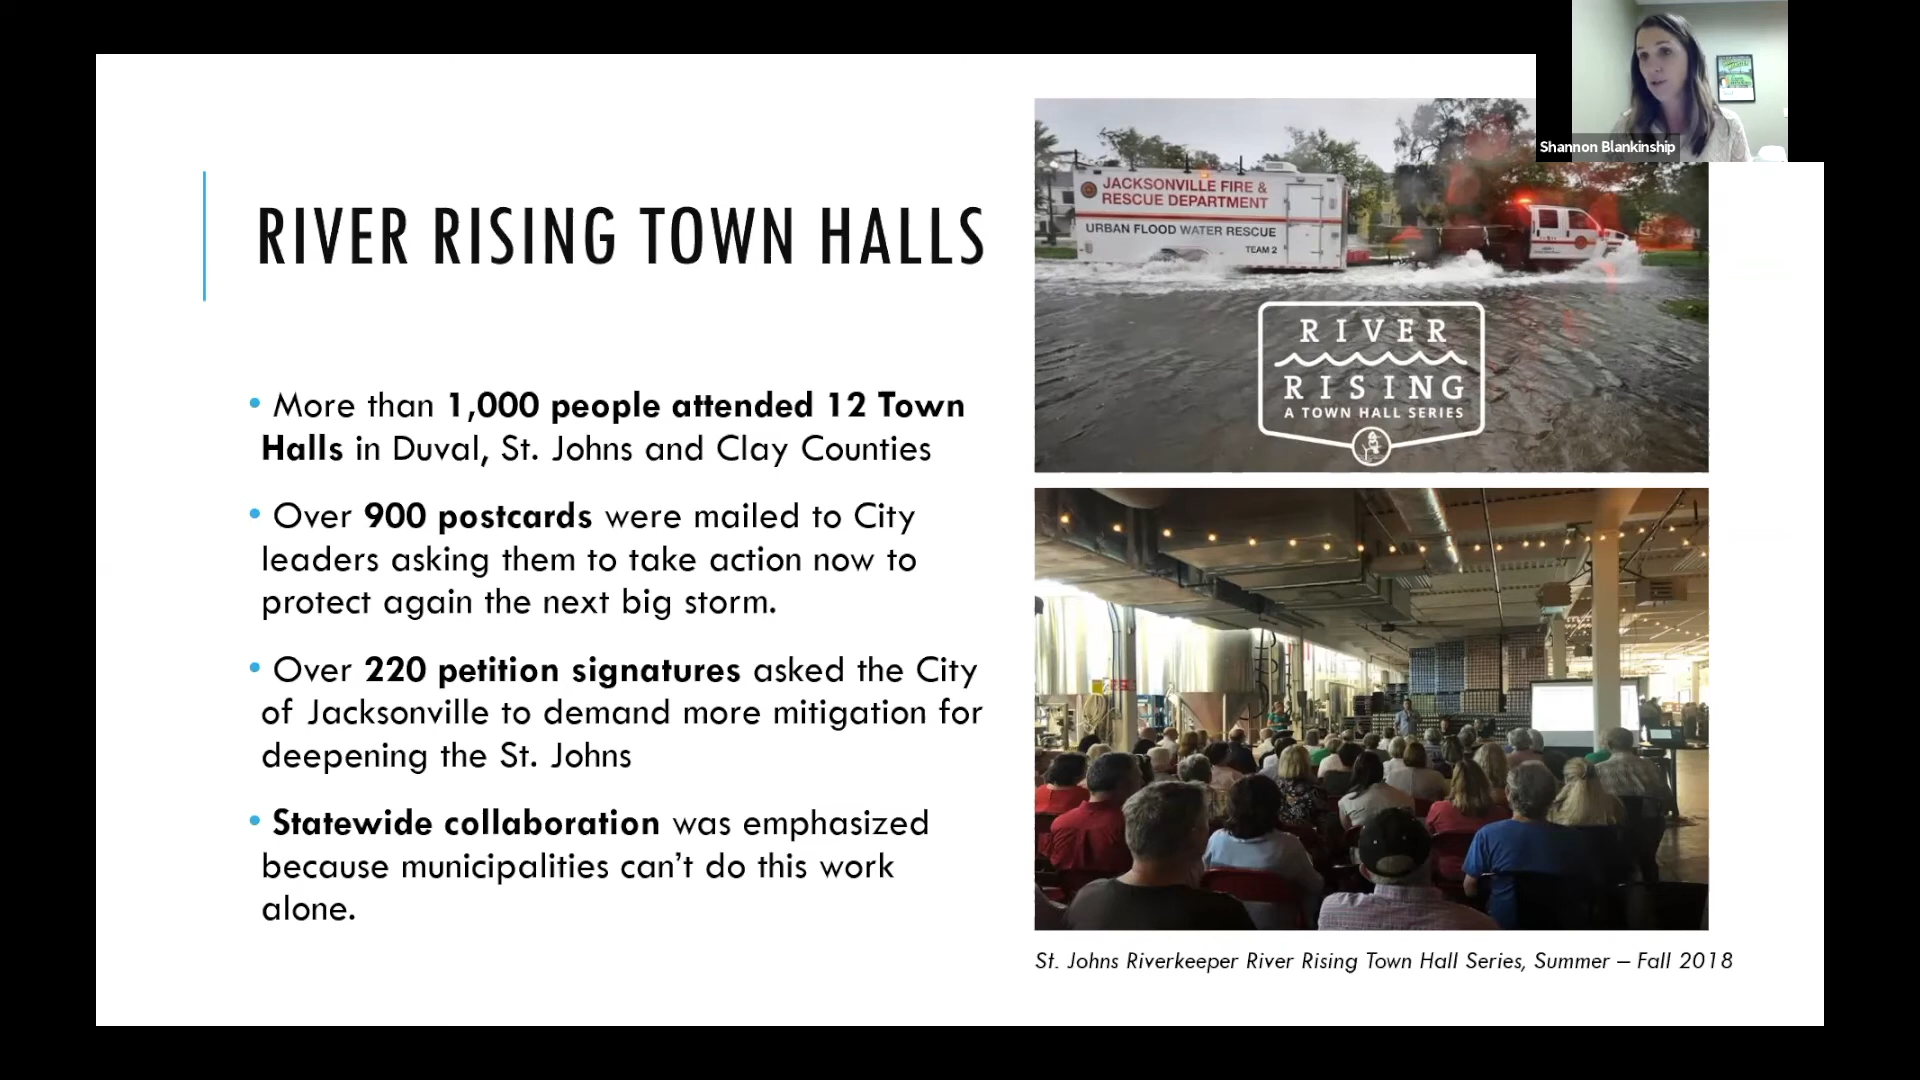 Shannon Blankinship
RIVER RISING TOWN HALLS
• More than 1,000 people attended 12 Town
Halls in Duval, St. Johns and Clay Counties
• Over 900 postcards were mailed to City
leaders asking them to take action now to
protect again the next big storm.
• Over 220 petition signatures asked the City
of Jacksonville to demand more mitigation for
deepening the St. Johns
• Statewide collaboration was emphasized
because municipalities can’t do this work
alone.
JACKSONVILLE FIRE &
RESCUE DEPARTMENT
URBAN FLOOD WATER RESCUE
TEAM 2
RIVER
RISING
A TOWN HALL SERIES
St. Johns Riverkeeper River Rising Town Hall Series, Summer – Fall 2018